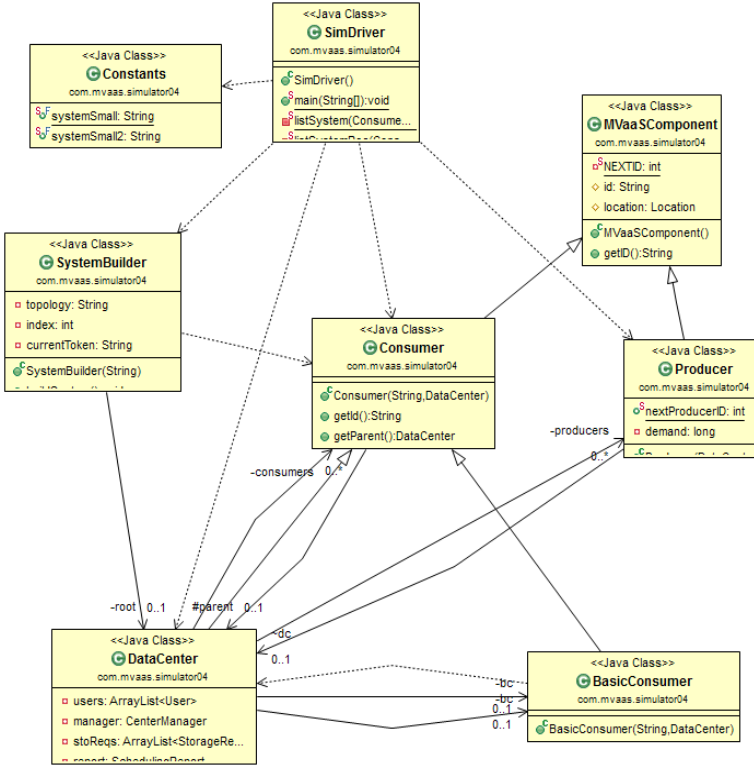 <<Java Class>>
SimDriver
com.mvaas.simulator04
SimDriver()
main(String[]):void
listSystem(Consume...
<<Java Class>>
Constants
com.mvaas.simulator04
systemSmall: String
systemSmall2: String
<<Java Class>>
MVaaSComponent
com.mvaas.simulator04
NEXTID: int
id: String
location: Location
MVaaSComponent()
getID():String
<<Java Class>>
SystemBuilder
com.mvaas.simulator04
topology: String
index: int
currentToken: String
SystemBuilder(String)
<<Java Class>>
Consumer
com.mvaas.simulator04
Consumer(String,DataCenter)
getId():String
getParent():DataCenter
<<Java Class>>
Producer
com.mvaas.simulator04
nextProducerID: int
demand: long
-producers
0..*
-consumers
0..*
-root
0..1
#parent
0..1
-dc
0..1
<<Java Class>>
DataCenter
com.mvaas.simulator04
users: ArrayList<User>
manager: CenterManager
stoReqs: ArrayList<StorageRe...
-bc
0..1
-bc
0..1
<<Java Class>>
BasicConsumer
com.mvaas.simulator04
BasicConsumer(String,DataCenter)